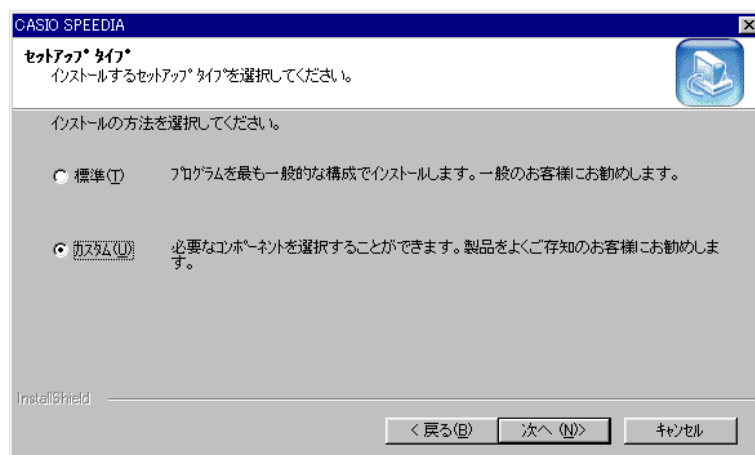 CASIO SPEEDIA
セットアップ タイプ
インストールするセットアップ タイプを選択してください。
インストールの方法を選択してください。
標準(T) プログラムを最も一般的な構成でインストールします。一般のお客様にお勧めします。
カスタム(U) 必要なコンポーネントを選択することができます。製品をよくご存知のお客様にお勧めしま
す。
InstallShield
< 戻る(B) 次へ (N)> キャンセル